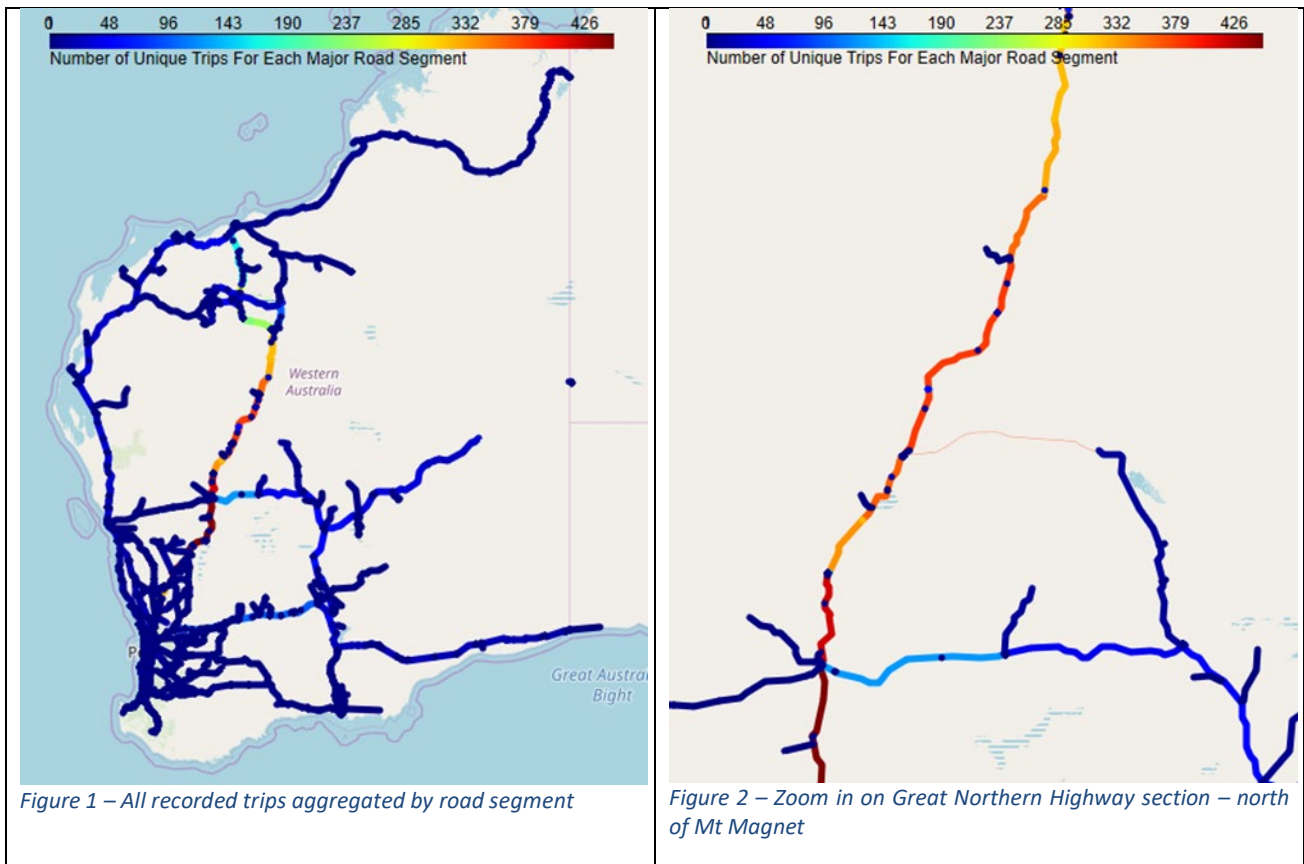 0 48 96 143 190 237 285 332 379 426
Number of Unique Trips For Each Major Road Segment
Western
Australia
P
Great Austra
Bight
Figure 1 – All recorded trips aggregated by road segment
0 48 96 143 190 237 285 332 379 426
Number of Unique Trips For Each Major Road Segment
Figure 2 – Zoom in on Great Northern Highway section – north
of Mt Magnet